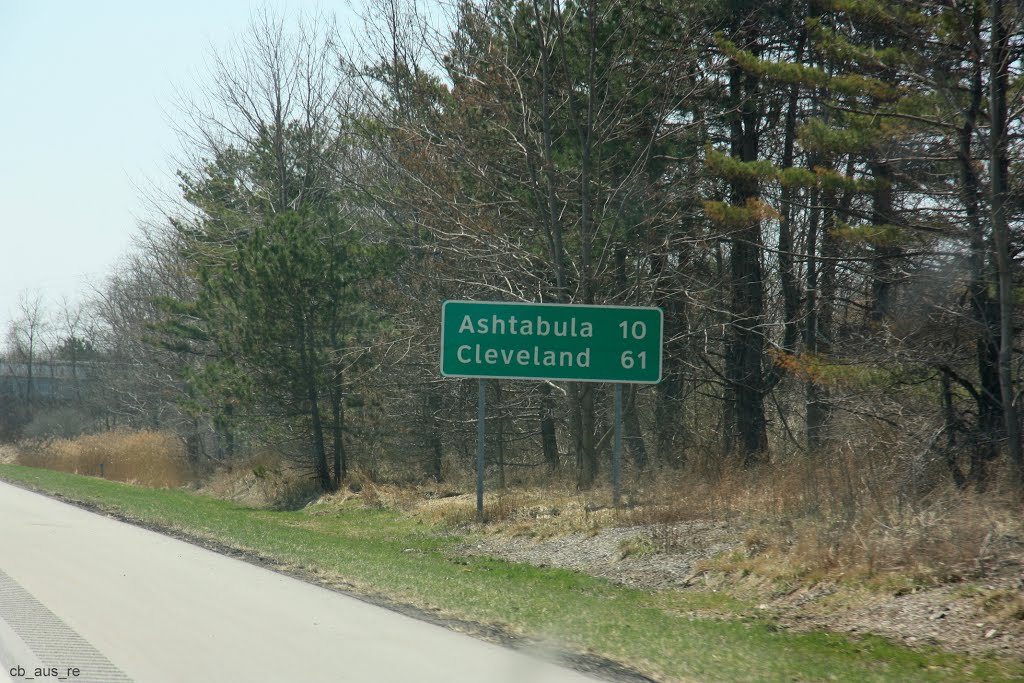 Ashtabula 10
Cleveland 61
cb_aus_re